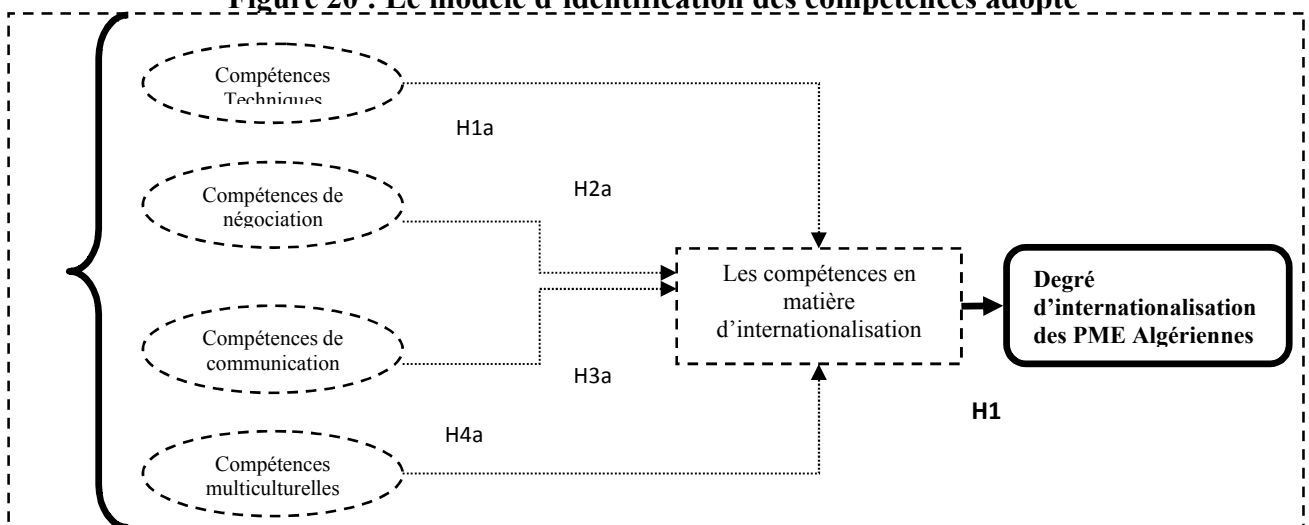 Figure 20 : Le modèle d'identification des compétences adopté
Compétences
Techniques
H1a
H2a
Compétences de
négociation
Les compétences en
matière
d'internationalisation
Degré
d'internationalisation
des PME Algériennes
Compétences de
communication
H3a
H1
H4a
Compétences
multiculturelles